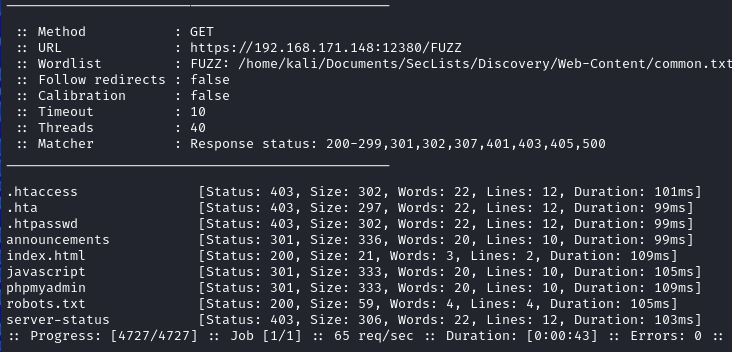 :: Method : GET
:: URL : https://192.168.171.148:12380/FUZZ
:: Wordlist : FUZZ: /home/kali/Documents/SecLists/Discovery/Web-Content/common.txt
:: Follow redirects : false
:: Calibration : false
:: Timeout : 10
:: Threads : 40
:: Matcher : Response status: 200-299,301,302,307,401,403,405,500
.htaccess [Status: 403, Size: 302, Words: 22, Lines: 12, Duration: 101ms]
.hta [Status: 403, Size: 297, Words: 22, Lines: 12, Duration: 99ms]
.htpasswd [Status: 403, Size: 302, Words: 22, Lines: 12, Duration: 99ms]
announcements [Status: 301, Size: 336, Words: 20, Lines: 10, Duration: 99ms]
index.html [Status: 200, Size: 21, Words: 3, Lines: 2, Duration: 109ms]
javascript [Status: 301, Size: 333, Words: 20, Lines: 10, Duration: 105ms]
phpmyadmin [Status: 301, Size: 333, Words: 20, Lines: 10, Duration: 109ms]
robots.txt [Status: 200, Size: 59, Words: 4, Lines: 4, Duration: 105ms]
server-status [Status: 403, Size: 306, Words: 22, Lines: 12, Duration: 103ms]
:: Progress: [4727/4727] :: Job [1/1] :: 65 req/sec :: Duration: [0:00:43] :: Errors: 0 ::